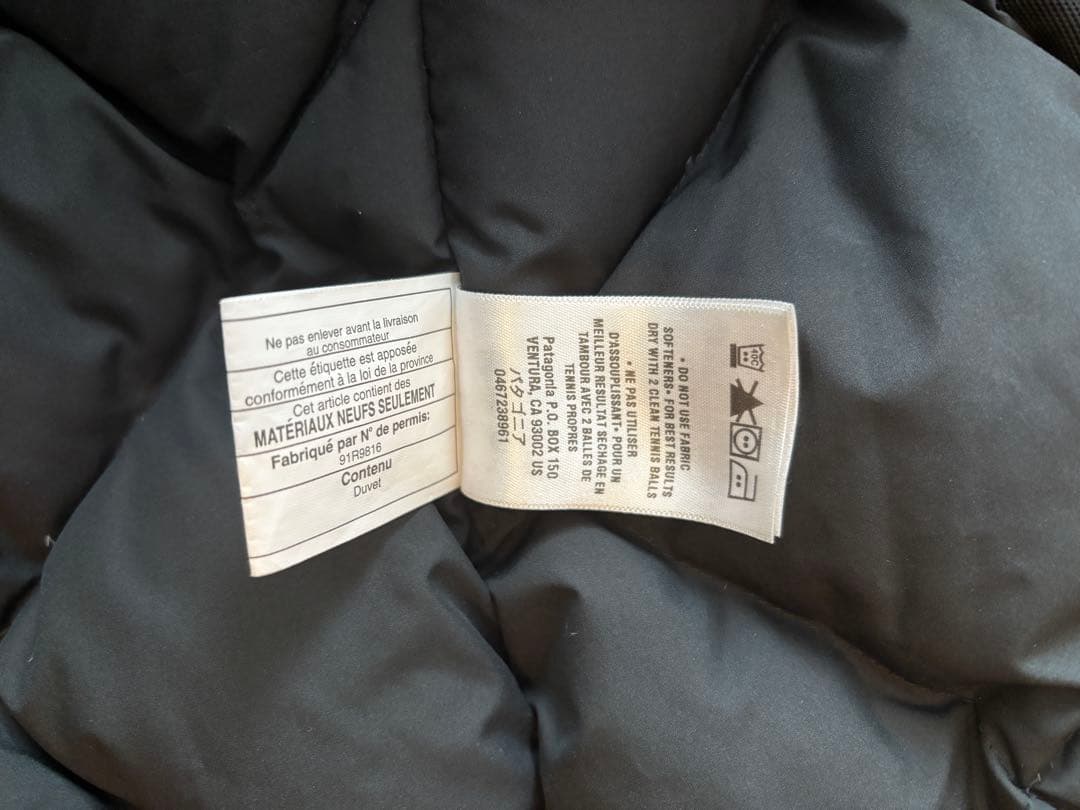 Ne pas enlever avant la livraison
au consommateur
Cette étiquette est apposée
conformément à la loi de la province
Cet article contient des
MATÉRIAUX NEUFS SEULEMENT
Fabriqué par N° de permis:
91R9816
Contenu
Duvet
40C
• DO NOT USE FABRIC
SOFTENERS• FOR BEST RESULTS
DRY WITH 2 CLEAN TENNIS BALLS
• NE PAS UTILISER
D'ASSOUPLISSANT• POUR UN
MEILLEUR RESULTAT SECHAGE EN
TAMBOUR AVEC 2 BALLES DE
TENNIS PROPRES
Patagonia P.O. BOX 150
VENTURA, CA 93002 US
パタゴニア
0467238961